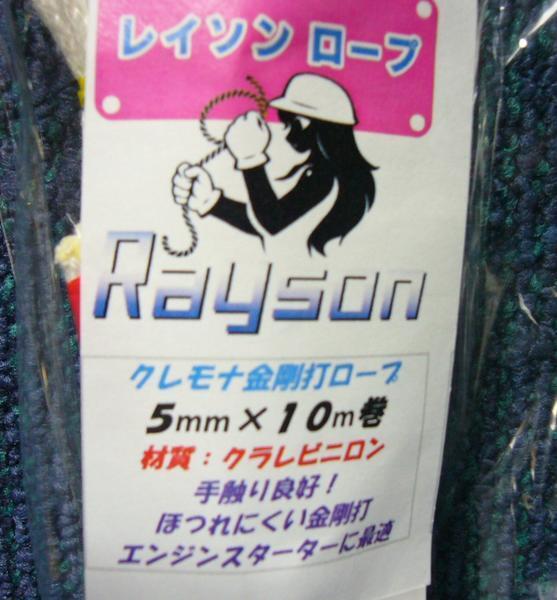 レイソン ロープ
Rayson
クレモナ金剛打ロープ
5mm×10m巻
材質：クラレビニロン
手触り良好！
ほつれにくい金剛打
エンジンスターターに最適